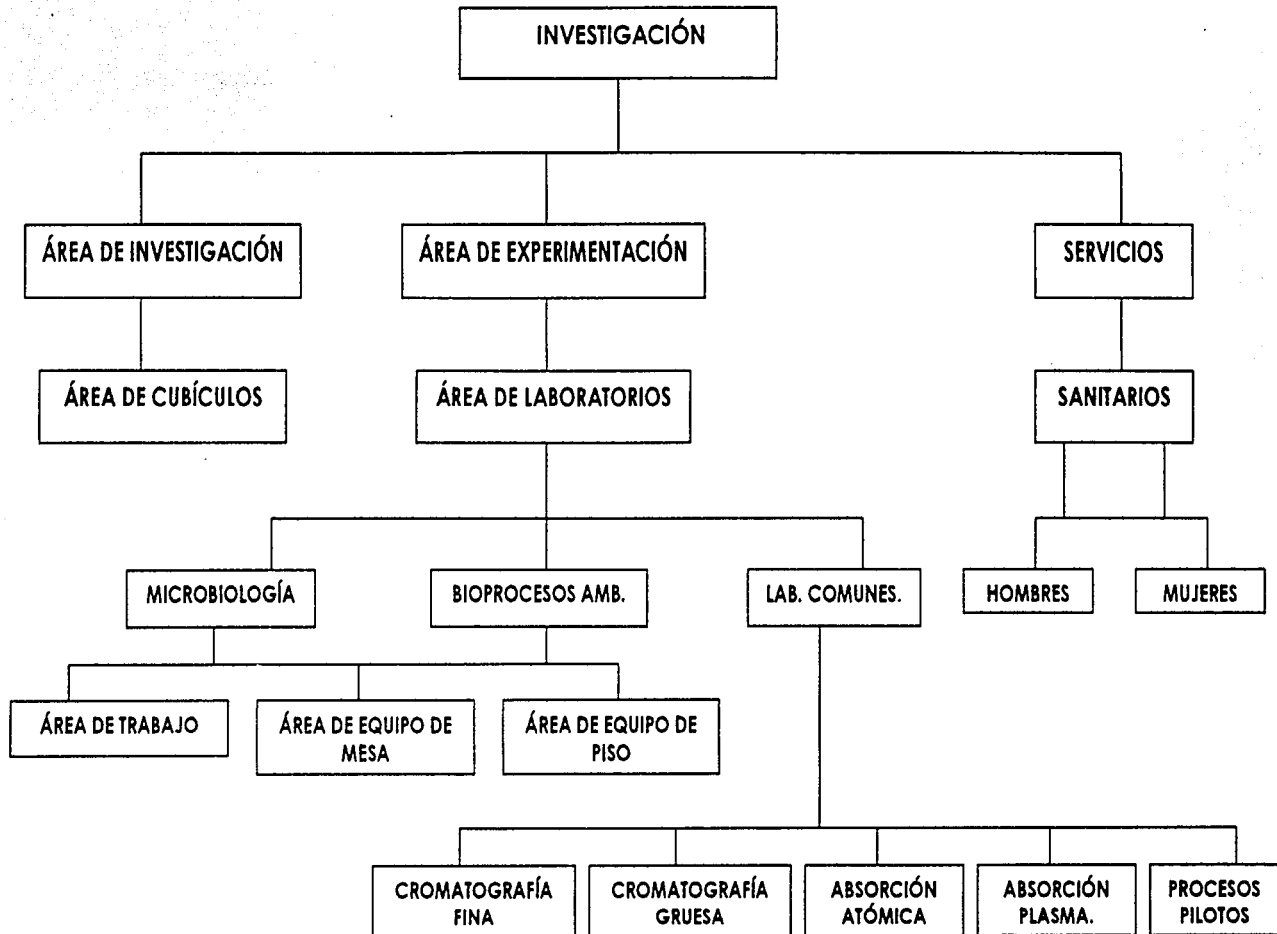 INVESTIGACIÓN
ÁREA DE INVESTIGACIÓN
ÁREA DE EXPERIMENTACIÓN
SERVICIOS
ÁREA DE CUBÍCULOS
ÁREA DE LABORATORIOS
SANITARIOS
MICROBIOLOGÍA
BIOPROCESOS AMB.
LAB. COMUNES.
HOMBRES
MUJERES
ÁREA DE TRABAJO
ÁREA DE EQUIPO DE
MESA
ÁREA DE EQUIPO DE
PISO
CROMATOGRAFÍA
FINA
CROMATOGRAFÍA
GRUESA
ABSORCIÓN
ATÓMICA
ABSORCIÓN
PLASMA.
PROCESOS
PILOTOS